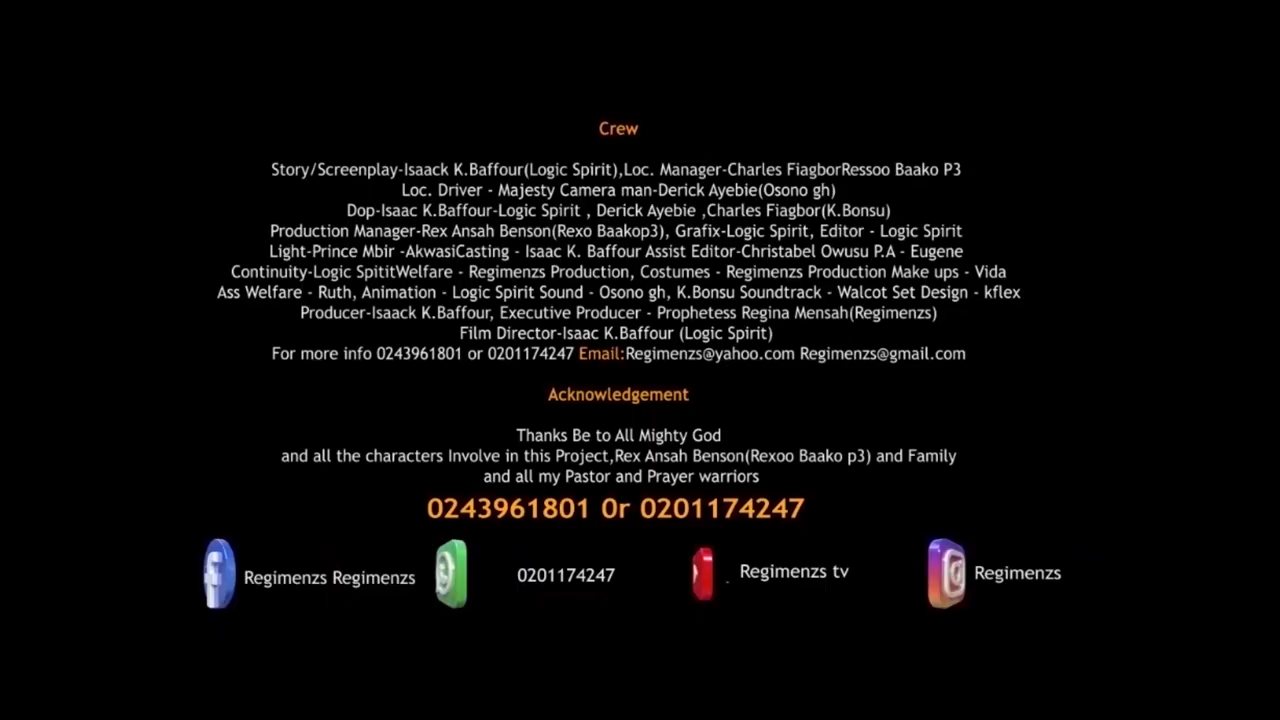 Crew
Story/Screenplay-Isaack K.Baffour(Logic Spirit),Loc. Manager-Charles FiagborRessoo Baako P3
Loc. Driver - Majesty Camera man-Derick Ayebie(Osono gh)
Dop-Isaac K.Baffour-Logic Spirit , Derick Ayebie ,Charles Fiagbor(K.Bonsu)
Production Manager-Rex Ansah Benson(Rexo Baakop3), Grafix-Logic Spirit, Editor - Logic Spirit
Light-Prince Mbir -AkwasiCasting - Isaac K. Baffour Assist Editor-Christabel Owusu P.A - Eugene
Continuity-Logic SpititWelfare - Regimenzs Production, Costumes - Regimenzs Production Make ups - Vida
Ass Welfare - Ruth, Animation - Logic Spirit Sound - Osono gh, K.Bonsu Soundtrack - Walcot Set Design - kflex
Producer-Isaack K.Baffour, Executive Producer - Prophetess Regina Mensah(Regimenzs)
Film Director-Isaac K.Baffour (Logic Spirit)
For more info 0243961801 or 0201174247 Email:Regimenzs@yahoo.com Regimenzs@gmail.com
Acknowledgement
Thanks Be to All Mighty God
and all the characters Involve in this Project,Rex Ansah Benson(Rexoo Baako p3) and Family
and all my Pastor and Prayer warriors
0243961801 0r 0201174247
Regimenzs Regimenzs 0201174247 Regimenzs tv Regimenzs